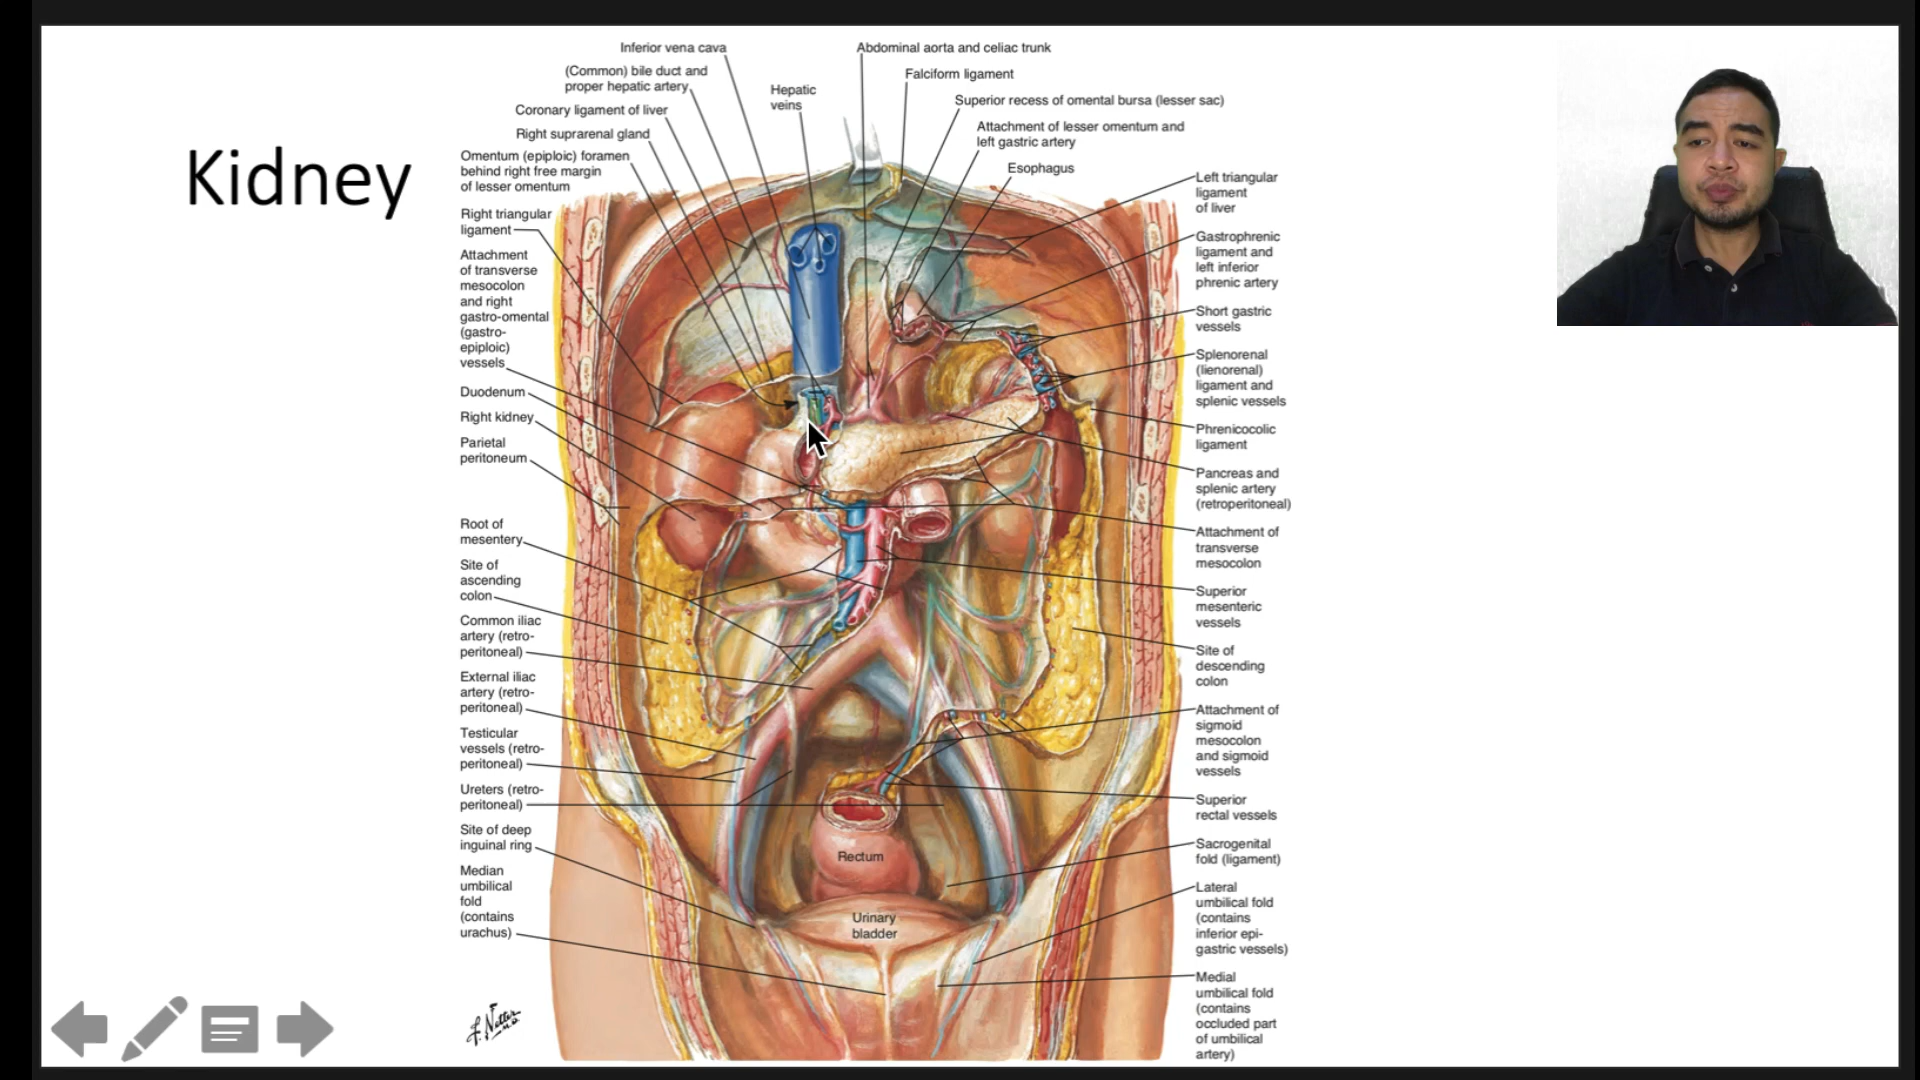 Kidney
Inferior vena cava
(Common) bile duct and
proper hepatic artery
Coronary ligament of liver
Right suprarenal gland
Omentum (epiploic) foramen
behind right free margin
of lesser omentum
Right triangular
ligament
Attachment
of transverse
mesocolon
and right
gastro-omental
(gastro-
epiploic)
vessels
Duodenum
Right kidney
Parietal
peritoneum
Root of
mesentery
Site of
ascending
colon
Common iliac
artery (retro-
peritoneal)
External iliac
artery (retro-
peritoneal)
Testicular
vessels (retro-
peritoneal)
Ureters (retro-
peritoneal)
Site of deep
inguinal ring
Median
umbilical
fold
(contains
urachus)
Hepatic
veins
Abdominal aorta and celiac trunk
Falciform ligament
Superior recess of omental bursa (lesser sac)
Attachment of lesser omentum and
left gastric artery
Esophagus
Left triangular
ligament
of liver
Gastrophrenic
ligament and
left inferior
phrenic artery
Short gastric
vessels
Splenorenal
(lienorenal)
ligament and
splenic vessels
Phrenicocolic
ligament
Pancreas and
splenic artery
(retroperitoneal)
Attachment of
transverse
mesocolon
Superior
mesenteric
vessels
Site of
descending
colon
Attachment of
sigmoid
mesocolon
and sigmoid
vessels
Superior
rectal vessels
Sacrogenital
fold (ligament)
Lateral
umbilical fold
(contains
inferior epi-
gastric vessels)
Medial
umbilical fold
(contains
occluded part
of umbilical
artery)
Rectum
Urinary
bladder
F. Netter
M.D.